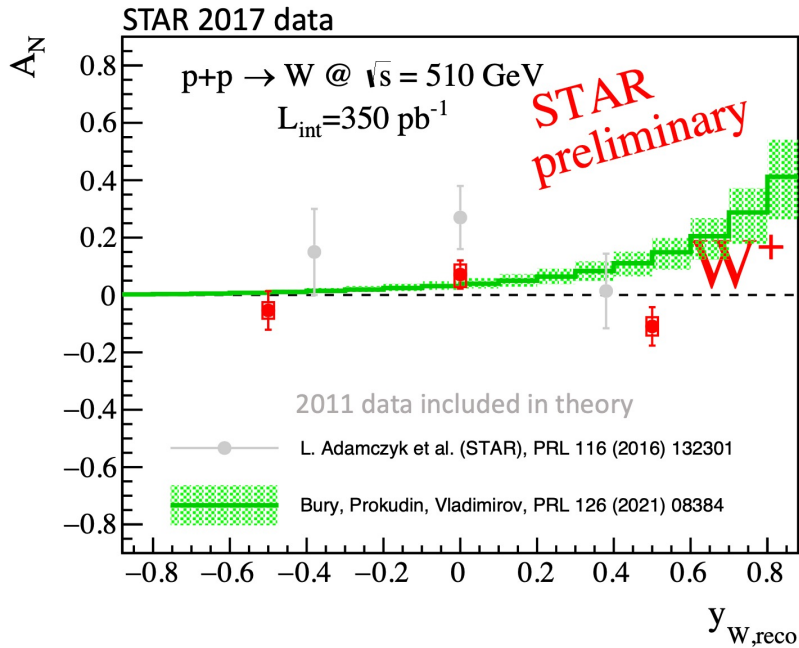 STAR 2017 data
A_N
p+p → W @ √s = 510 GeV
L_int=350 pb⁻¹
STAR
preliminary
0.8
0.6
0.4
0.2
0
−0.2
−0.4
−0.6
−0.8
W⁺
2011 data included in theory
L. Adamczyk et al. (STAR), PRL 116 (2016) 132301
Bury, Prokudin, Vladimirov, PRL 126 (2021) 08384
−0.8 −0.6 −0.4 −0.2 0 0.2 0.4 0.6 0.8
y_W,reco